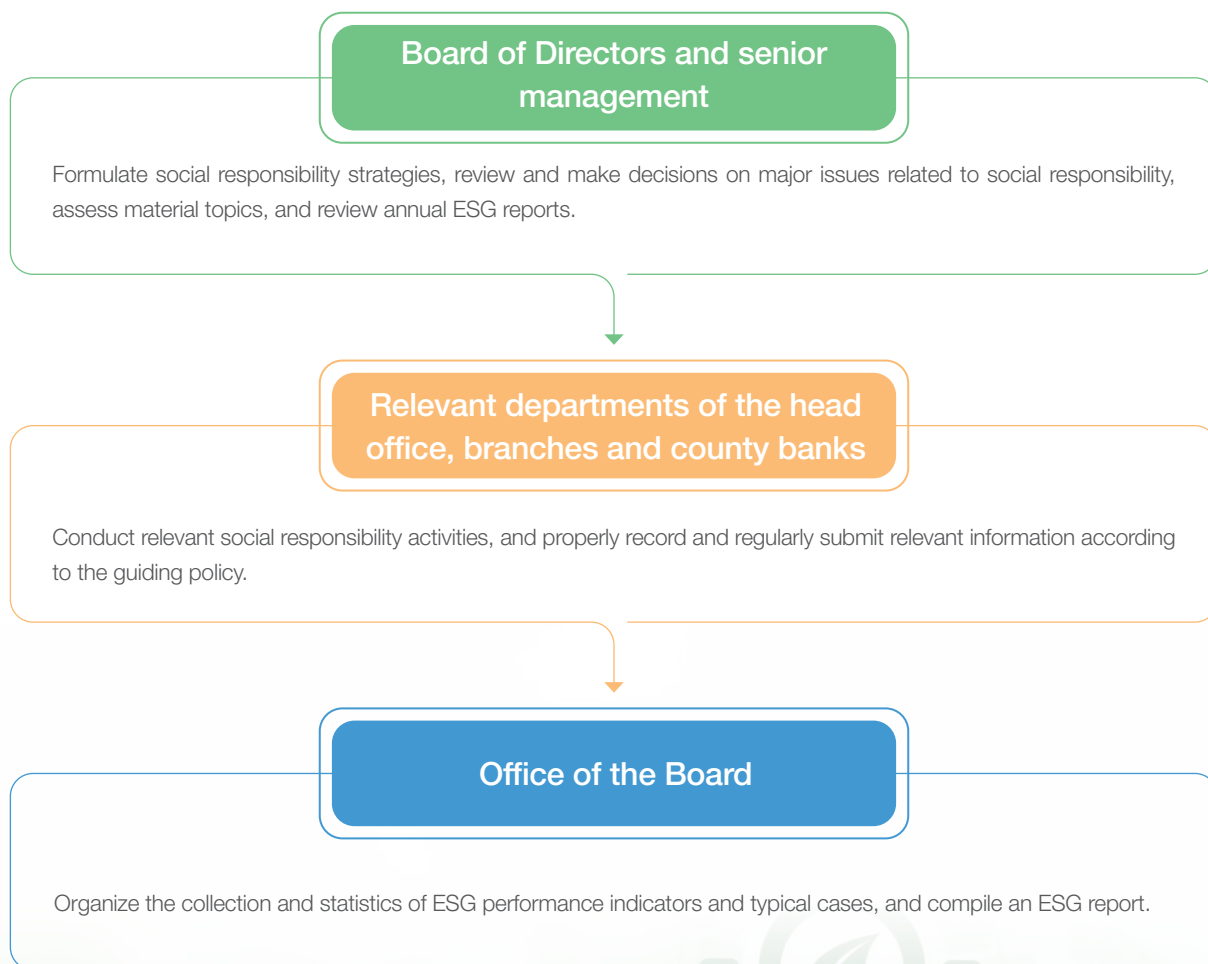 Board of Directors and senior
management
Formulate social responsibility strategies, review and make decisions on major issues related to social responsibility,
assess material topics, and review annual ESG reports.
Relevant departments of the head
office, branches and county banks
Conduct relevant social responsibility activities, and properly record and regularly submit relevant information according
to the guiding policy.
Office of the Board
Organize the collection and statistics of ESG performance indicators and typical cases, and compile an ESG report.